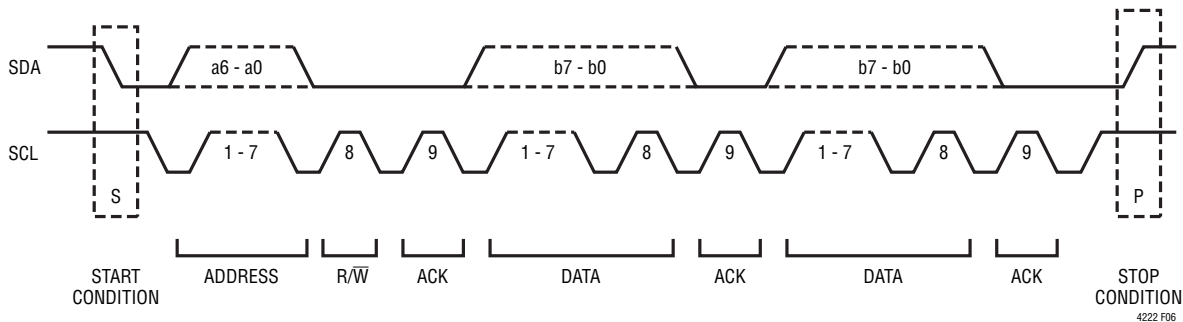 SDA
a6 - a0
b7 - b0
b7 - b0
SCL
1 - 7
8
9
1 - 7
8
9
1 - 7
8
9
S
P
START
CONDITION
ADDRESS
R/W̅
ACK
DATA
ACK
DATA
ACK
STOP
CONDITION
4222 F06